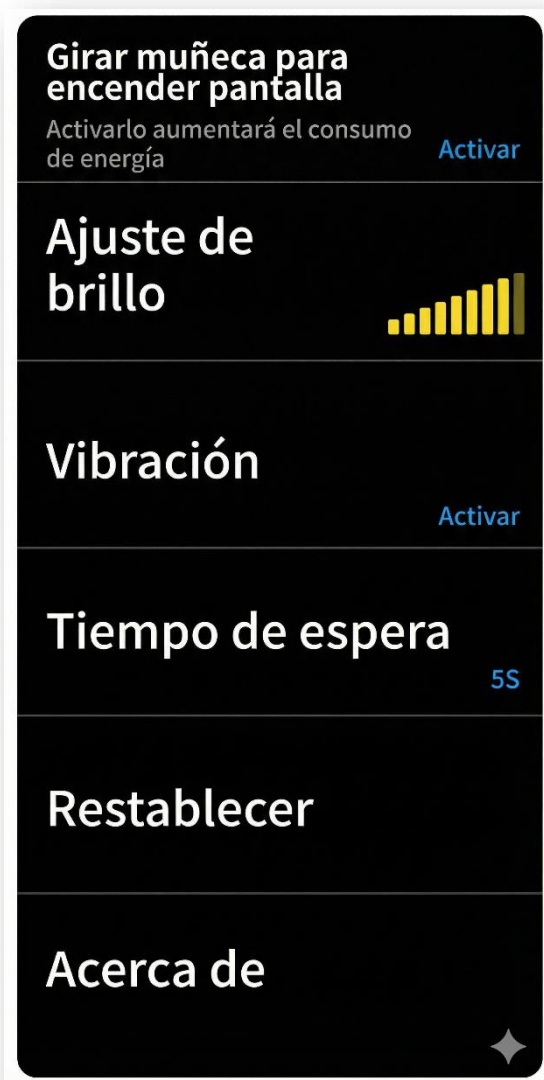 Girar muñeca para
encender pantalla
Activarlo aumentará el consumo
de energía
Activar
Ajuste de
brillo
Vibración
Activar
Tiempo de espera
5S
Restablecer
Acerca de